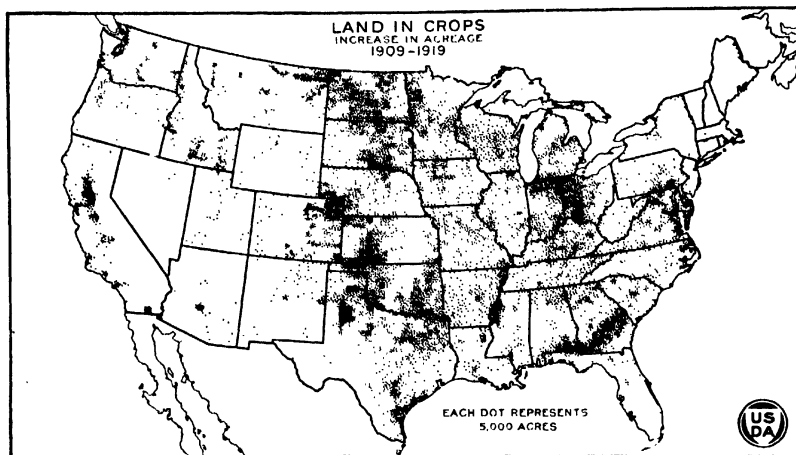 LAND IN CROPS
INCREASE IN ACREAGE
1909-1919
EACH DOT REPRESENTS
5,000 ACRES
US
DA